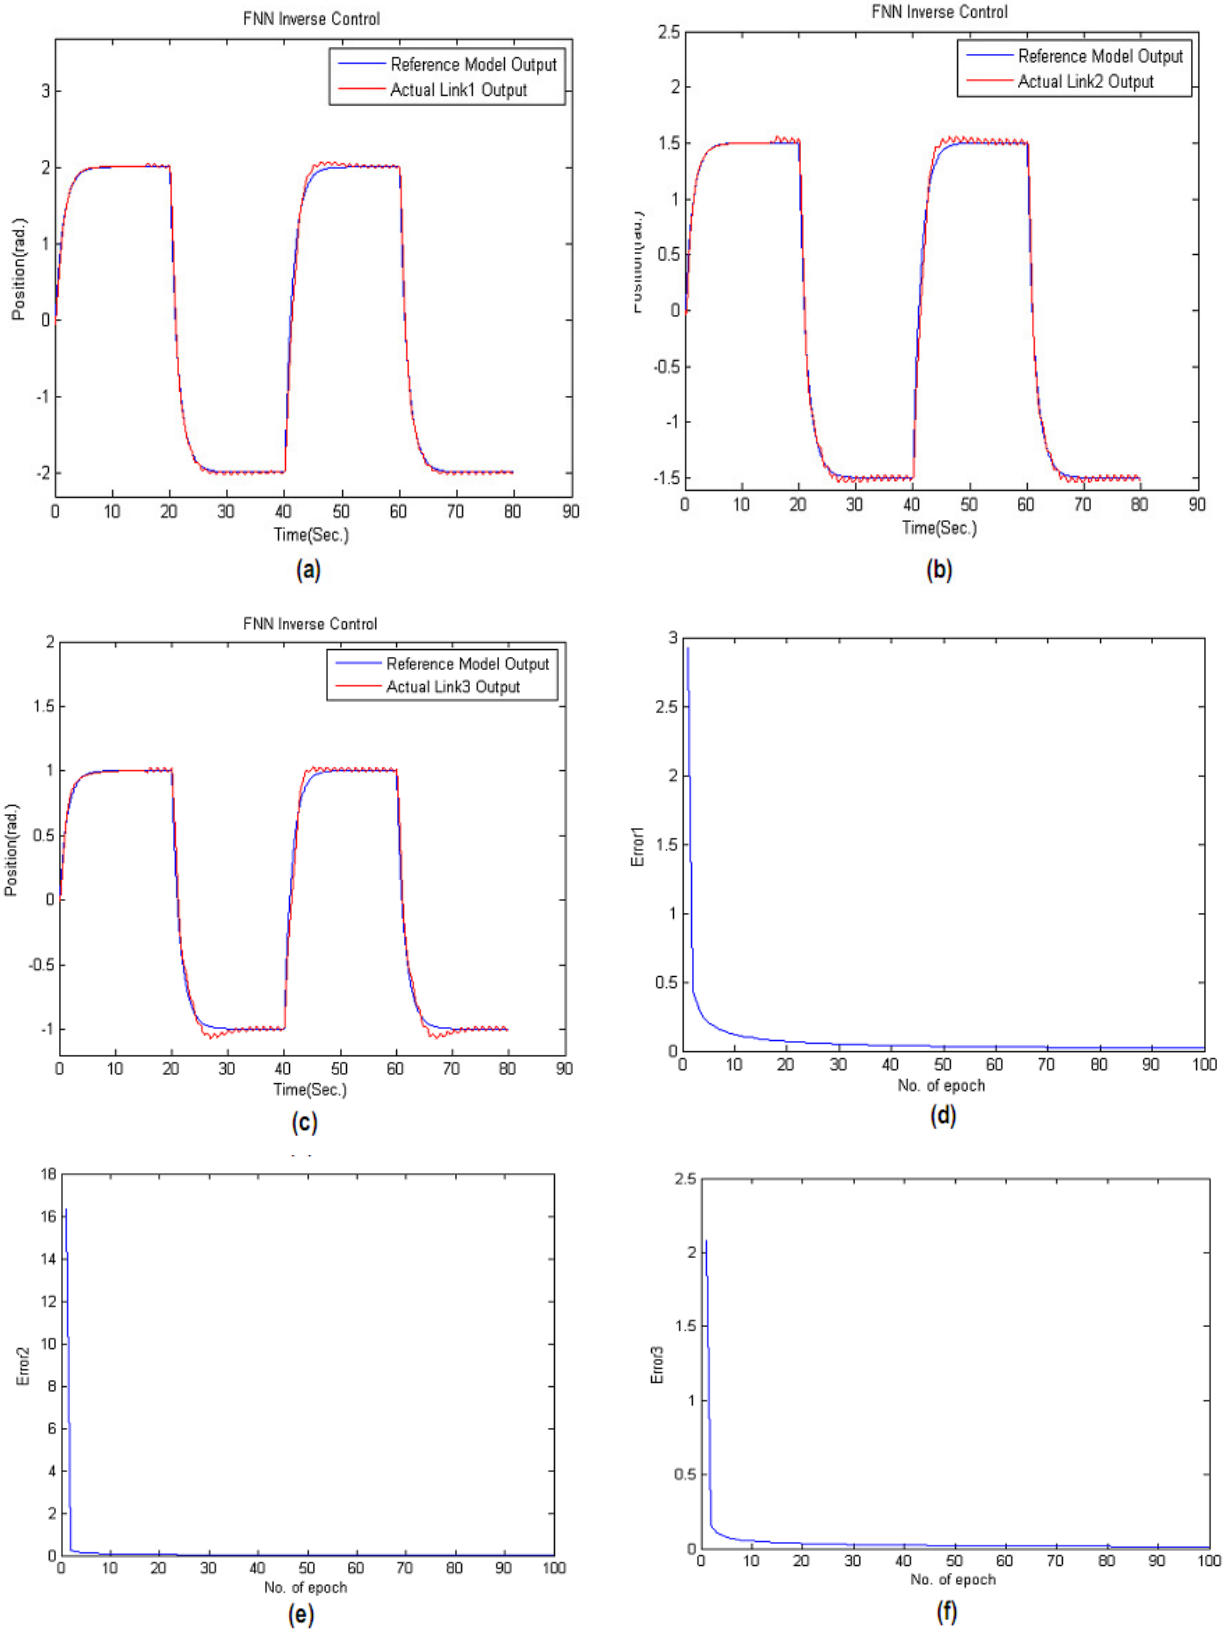 FNN Inverse Control
Reference Model Output
Actual Link1 Output
3
2
1
0
-1
-2
Position(rad.)
0 10 20 30 40 50 60 70 80 90
Time(Sec.)
(a)
FNN Inverse Control
Reference Model Output
Actual Link2 Output
2.5
2
1.5
1
0.5
0
-0.5
-1
-1.5
Position(rad.)
0 10 20 30 40 50 60 70 80 90
Time(Sec.)
(b)
FNN Inverse Control
Reference Model Output
Actual Link3 Output
2
1.5
1
0.5
0
-0.5
-1
Position(rad.)
0 10 20 30 40 50 60 70 80 90
Time(Sec.)
(c)
3
2.5
2
1.5
1
0.5
0
Error1
0 10 20 30 40 50 60 70 80 90 100
No. of epoch
(d)
18
16
14
12
10
8
6
4
2
0
Error2
0 10 20 30 40 50 60 70 80 90 100
No. of epoch
(e)
2.5
2
1.5
1
0.5
0
Error3
0 10 20 30 40 50 60 70 80 90 100
No. of epoch
(f)